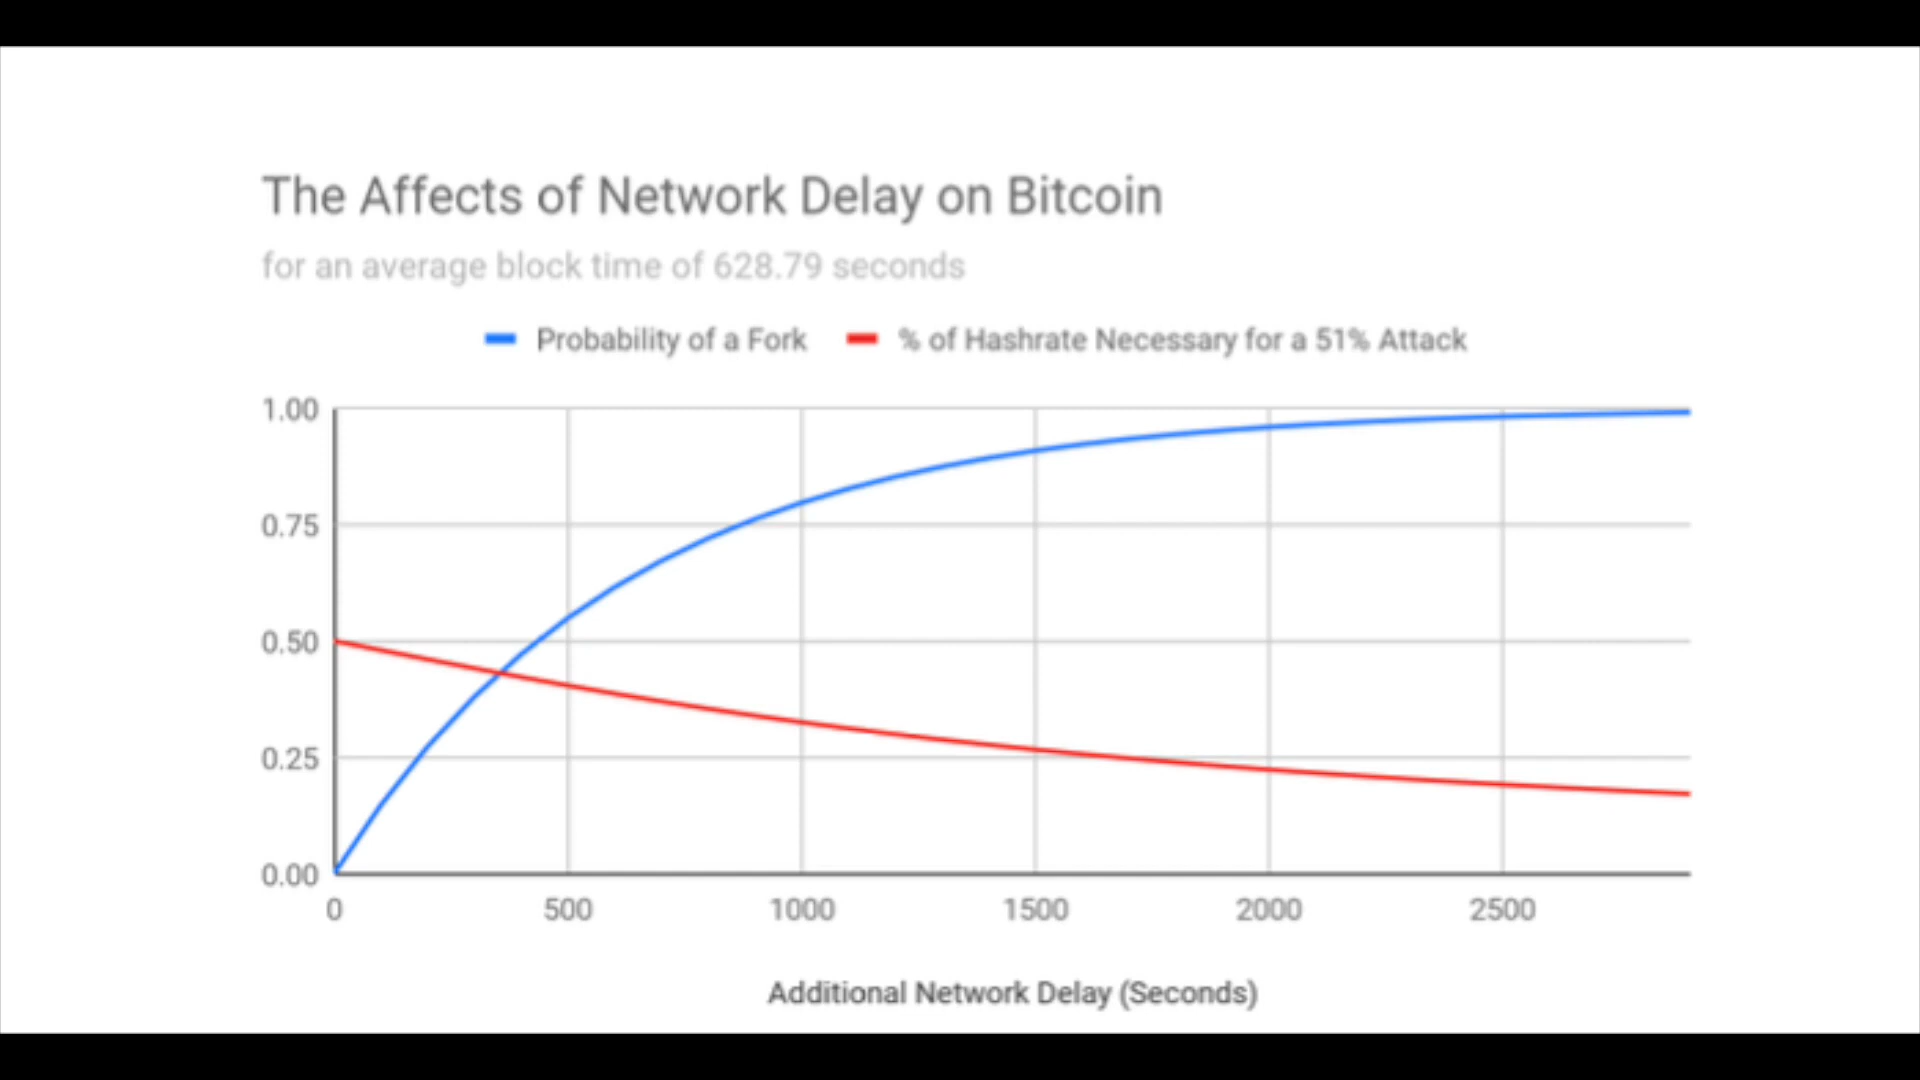 The Affects of Network Delay on Bitcoin
for an average block time of 628.79 seconds
Probability of a Fork % of Hashrate Necessary for a 51% Attack
1.00
0.75
0.50
0.25
0.00
0 500 1000 1500 2000 2500
Additional Network Delay (Seconds)